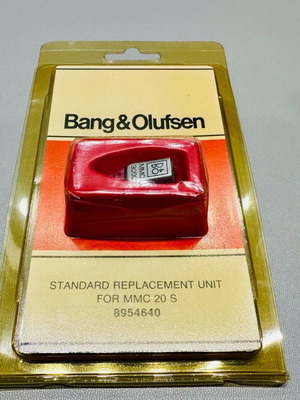 Bang&Olufsen
B&O
STANDARD REPLACEMENT UNIT
FOR MMC 20 S
8954640